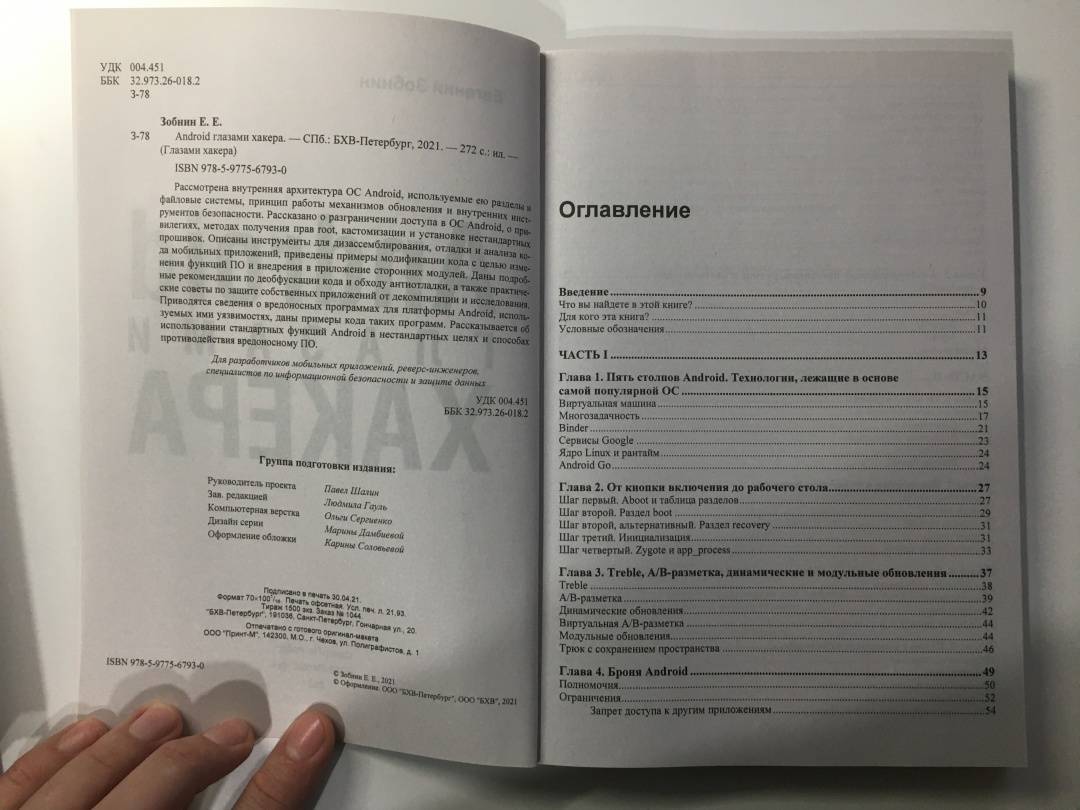 УДК 004.451
ББК 32.973.26-018.2
З-78
Зобнин Е. Е.
З-78 Android глазами хакера. — СПб.: БХВ-Петербург, 2021. — 272 с.: ил. —
(Глазами хакера)
ISBN 978-5-9775-6793-0
Рассмотрена внутренняя архитектура ОС Android, используемые ею разделы и
файловые системы, принцип работы механизмов обновления и внутренних инст-
рументов безопасности. Рассказано о разграничении доступа в ОС Android, о при-
вилегиях, методах получения прав root, кастомизации и установке нестандартных
прошивок. Описаны инструменты для дизассемблирования, отладки и анализа ко-
да мобильных приложений, приведены примеры модификации кода с целью изме-
нения функций ПО и внедрения в приложение сторонних модулей. Даны подроб-
ные рекомендации по деобфускации кода и обходу антиотладки, а также практиче-
ские советы по защите собственных приложений от декомпиляции и исследования.
Приводятся сведения о вредоносных программах для платформы Android, исполь-
зуемых ими уязвимостях, даны примеры кода таких программ. Рассказывается об
использовании стандартных функций Android в нестандартных целях и способах
противодействия вредоносному ПО.
Для разработчиков мобильных приложений, реверс-инженеров,
специалистов по информационной безопасности и защите данных
УДК 004.451
ББК 32.973.26-018.2
Группа подготовки издания:
Руководитель проекта Павел Шалин
Зав. редакцией Людмила Гауль
Компьютерная верстка Ольги Сергиенко
Дизайн серии Марины Дамбиевой
Оформление обложки Карины Соловьевой
Подписано в печать 30.04.21.
Формат 70×100 1/16. Печать офсетная. Усл. печ. л. 21,93.
Тираж 1500 экз. Заказ № 1044.
"БХВ-Петербург", 191036, Санкт-Петербург, Гончарная ул., 20.
Отпечатано с готового оригинал-макета
ООО "Принт-М", 142300, М.О., г. Чехов, ул. Полиграфистов, д. 1
ISBN 978-5-9775-6793-0
© Зобнин Е. Е., 2021
© Оформление. ООО "БХВ-Петербург", ООО "БХВ", 2021
Оглавление
Введение 9
Что вы найдете в этой книге? 10
Для кого эта книга? 11
Условные обозначения 11
ЧАСТЬ I 13
Глава 1. Пять столпов Android. Технологии, лежащие в основе
самой популярной ОС 15
Виртуальная машина 15
Многозадачность 17
Binder 21
Сервисы Google 23
Ядро Linux и рантайм 24
Android Go 24
Глава 2. От кнопки включения до рабочего стола 27
Шаг первый. Aboot и таблица разделов 27
Шаг второй. Раздел boot 29
Шаг второй, альтернативный. Раздел recovery 31
Шаг третий. Инициализация 31
Шаг четвертый. Zygote и app_process 33
Глава 3. Treble, A/B-разметка, динамические и модульные обновления 37
Treble 38
A/B-разметка 39
Динамические обновления 42
Виртуальная A/B-разметка 44
Модульные обновления 44
Трюк с сохранением пространства 46
Глава 4. Броня Android 49
Полномочия 50
Ограничения 52
Запрет доступа к другим приложениям 54